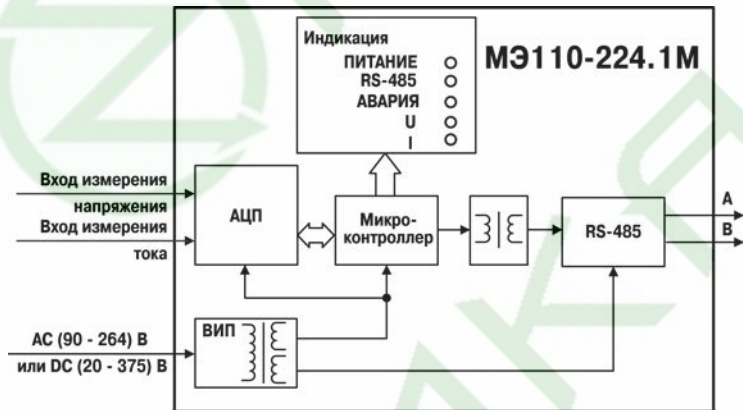 Индикация
ПИТАНИЕ
RS-485
АВАРИЯ
U
I
МЭ110-224.1М
Вход измерения
напряжения
Вход измерения
тока
АЦП
Микро-
контроллер
RS-485
A
B
ВИП
AC (90 - 264) В
или DC (20 - 375) В